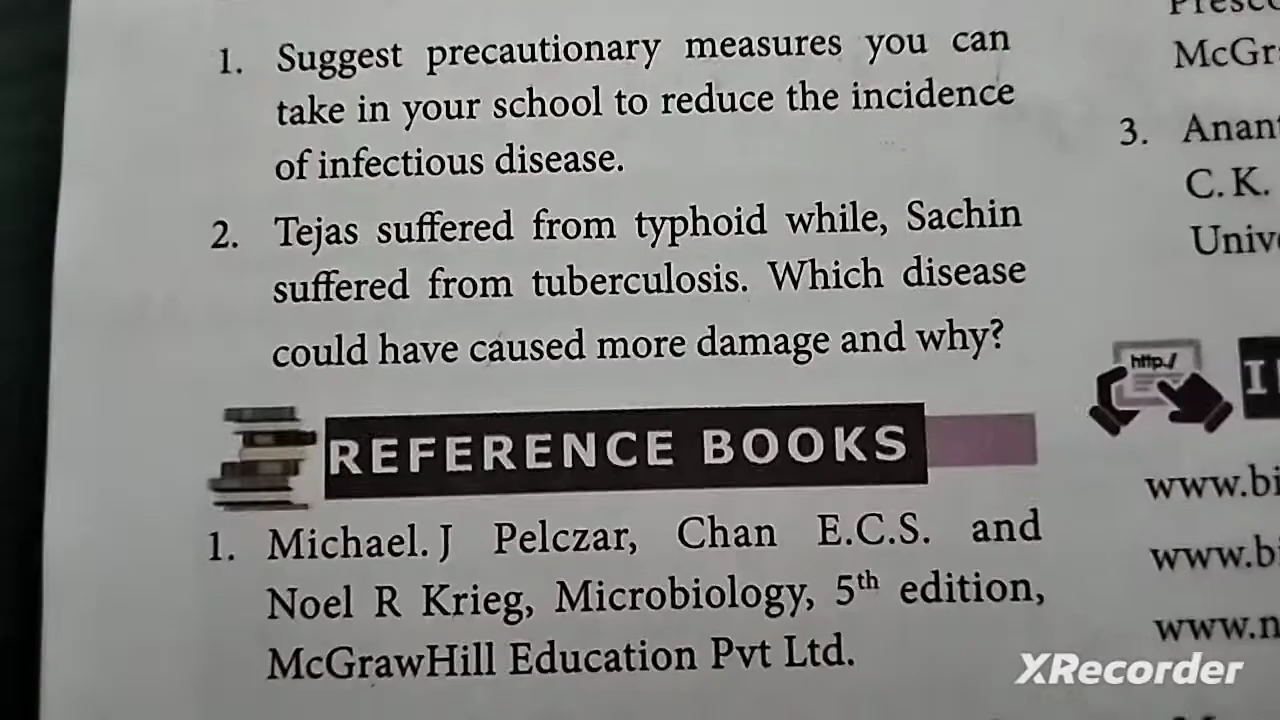 1. Suggest precautionary measures you can
take in your school to reduce the incidence
of infectious disease.
2. Tejas suffered from typhoid while, Sachin
suffered from tuberculosis. Which disease
could have caused more damage and why?
REFERENCE BOOKS
1. Michael. J Pelczar, Chan E.C.S. and
Noel R Krieg, Microbiology, 5th edition,
McGrawHill Education Pvt Ltd.
McGr
3. Anan
C. K.
Univ
http./
www.bi
www.bi
www.n
XRecorder